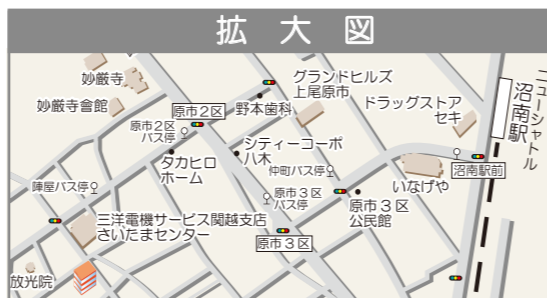 拡大図
妙厳寺
妙厳寺會館
原市2区
原市2区
バス停
野本歯科
グランドヒルズ
上尾原市
ドラッグストア
セキ
ニューシャトル
沼南駅
タカヒロ
ホーム
シティーコーポ
八木
仲町バス停
沼南駅前
いなげや
陣屋バス停
原市3区
バス停
原市3区
公民館
三洋電機サービス関越支店
さいたまセンター
原市3区
放光院